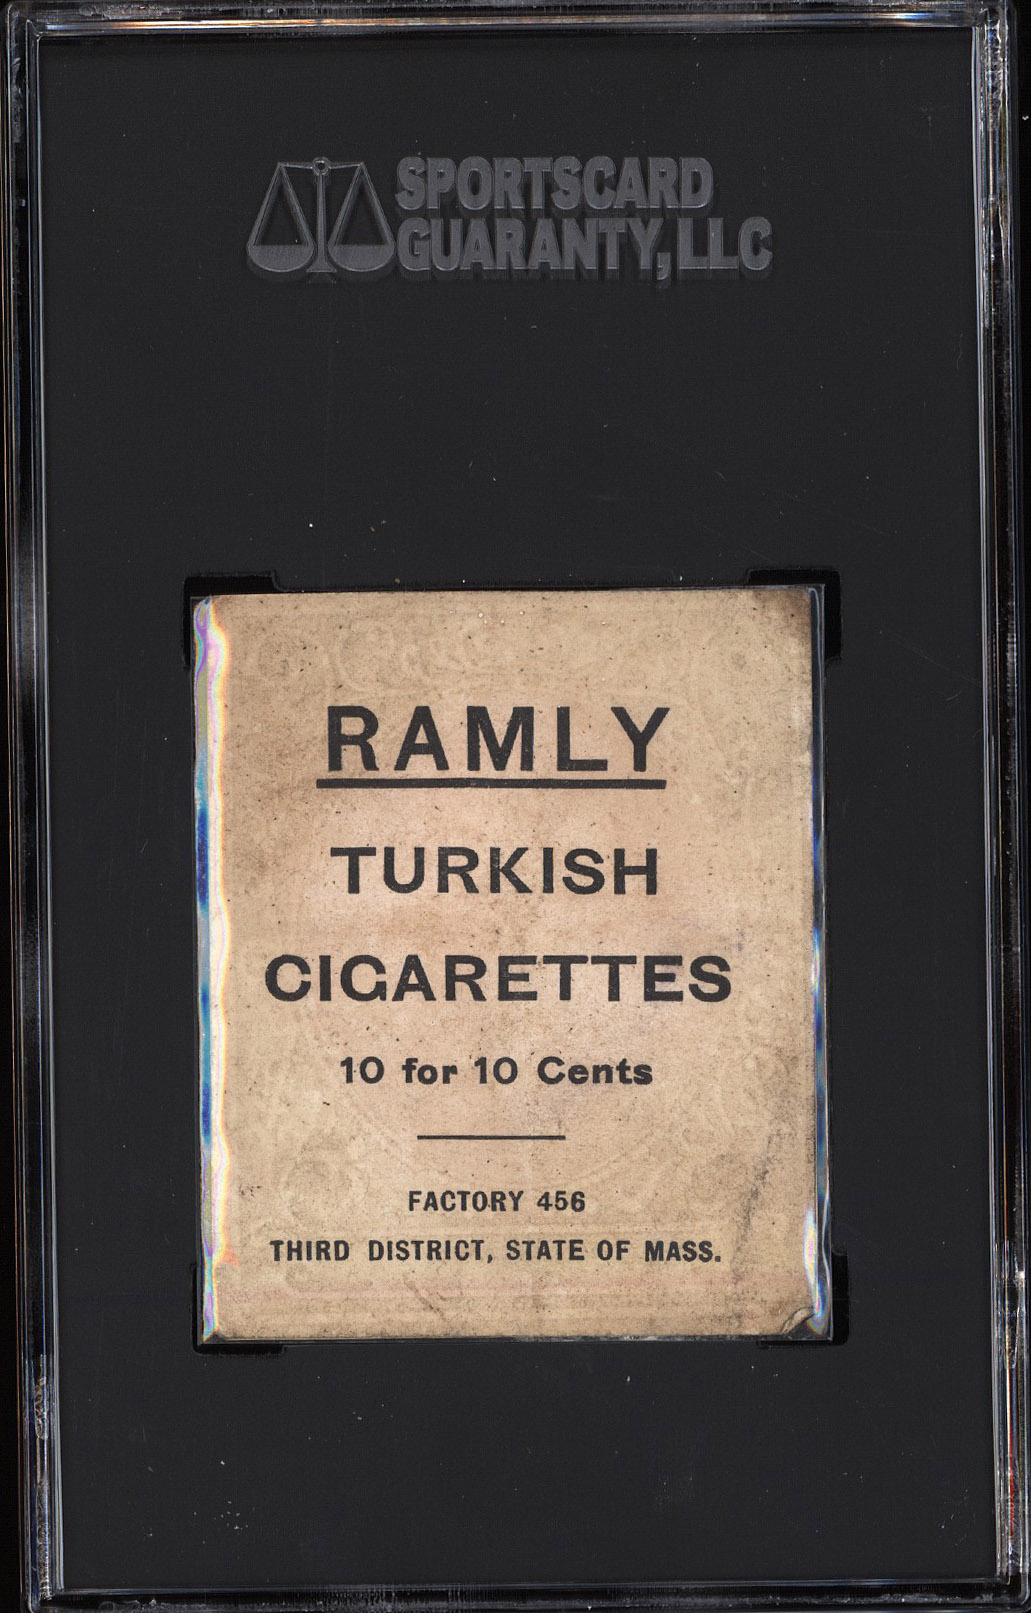 SPORTSCARD
GUARANTY, LLC
RAMLY
TURKISH
CIGARETTES
10 for 10 Cents
FACTORY 456
THIRD DISTRICT, STATE OF MASS.